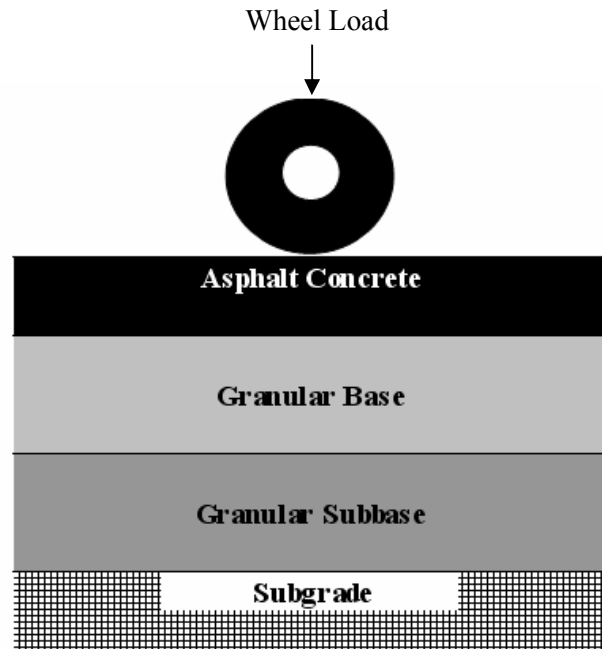 Wheel Load
Asphalt Concrete
Granular Base
Granular Subbase
Subgrade